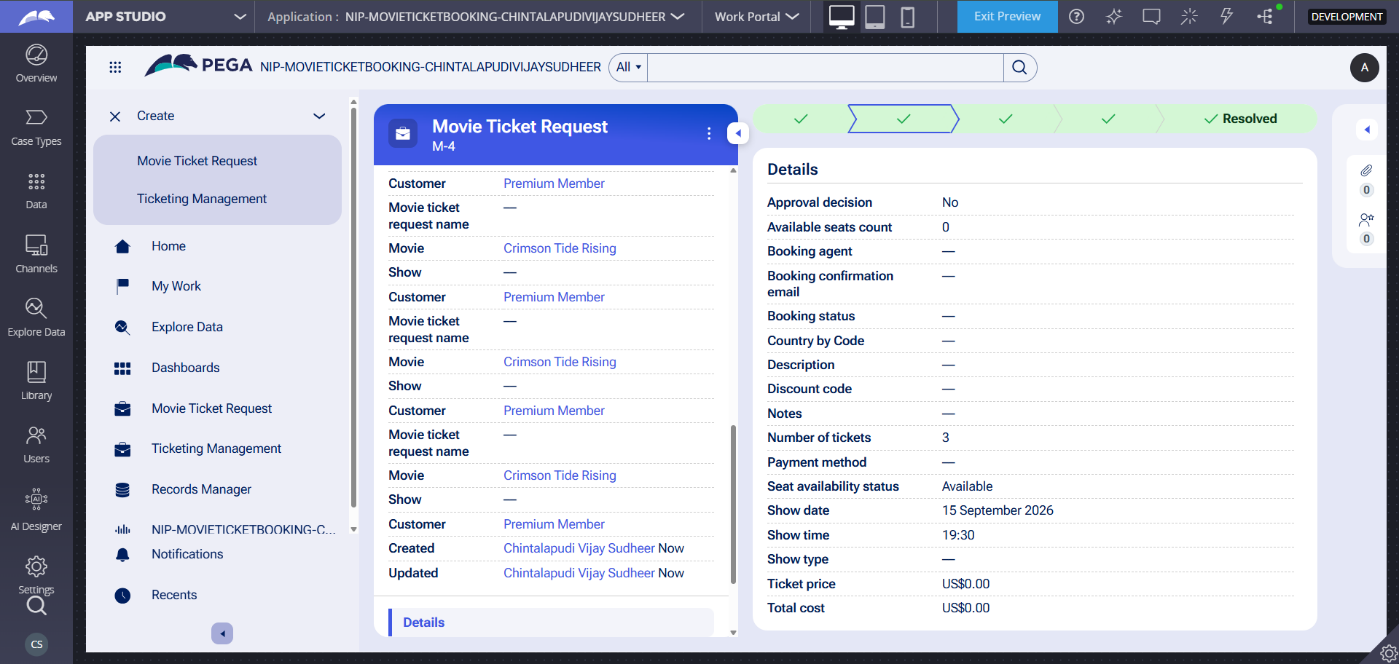 APP STUDIO
Application : NIP-MOVIETICKETBOOKING-CHINTALAPUDIVIJAYSUDHEER
Work Portal
Exit Preview
DEVELOPMENT
Overview
Case Types
Data
Channels
Explore Data
Library
Users
AI
AI Designer
Settings
CS
PEGA NIP-MOVIETICKETBOOKING-CHINTALAPUDIVIJAYSUDHEER
All
A
Create
Movie Ticket Request
Ticketing Management
Home
My Work
Explore Data
Dashboards
Movie Ticket Request
Ticketing Management
Records Manager
NIP-MOVIETICKETBOOKING-C...
Notifications
Recents
Movie Ticket Request
M-4
Customer Premium Member
Movie ticket —
request name
Movie Crimson Tide Rising
Show —
Customer Premium Member
Movie ticket —
request name
Movie Crimson Tide Rising
Show —
Customer Premium Member
Movie ticket —
request name
Movie Crimson Tide Rising
Show —
Customer Premium Member
Created Chintalapudi Vijay Sudheer Now
Updated Chintalapudi Vijay Sudheer Now
Details
Resolved
Details
Approval decision No
Available seats count 0
Booking agent —
Booking confirmation —
email
Booking status —
Country by Code —
Description —
Discount code —
Notes —
Number of tickets 3
Payment method —
Seat availability status Available
Show date 15 September 2026
Show time 19:30
Show type —
Ticket price US$0.00
Total cost US$0.00
0
0